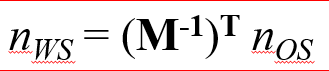 n_WS = (M⁻¹)ᵀ n_OS